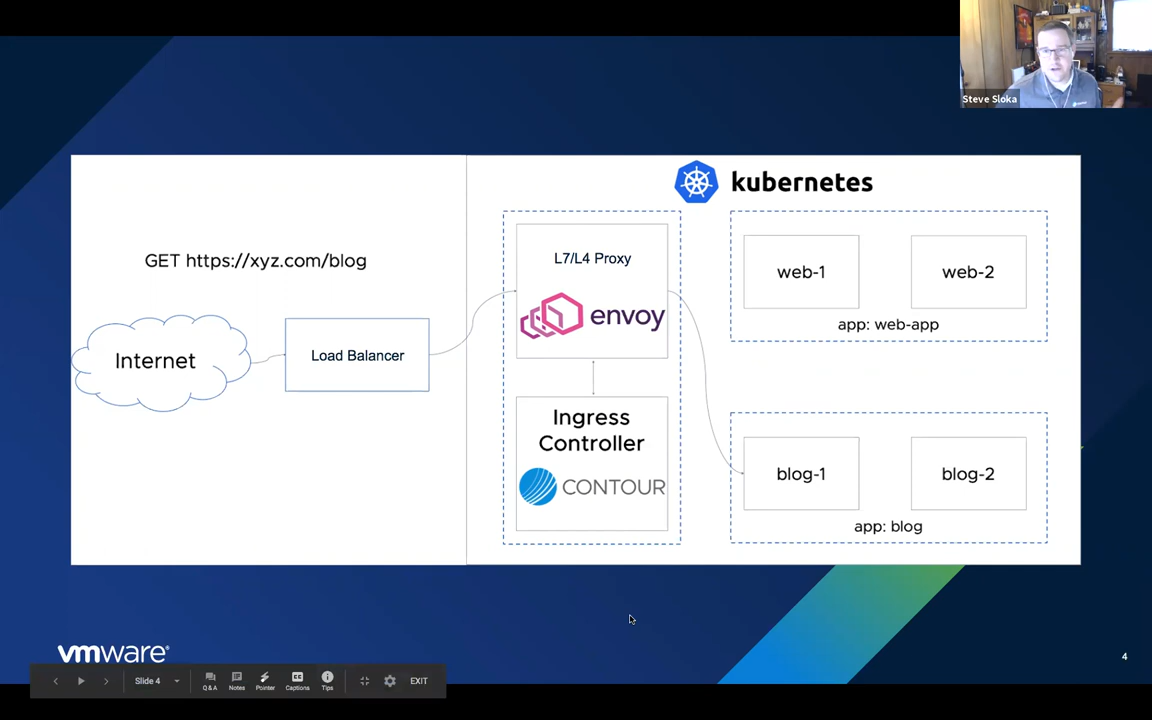 Steve Sloka
kubernetes
GET https://xyz.com/blog
Internet
Load Balancer
L7/L4 Proxy
envoy
Ingress
Controller
CONTOUR
web-1
web-2
app: web-app
blog-1
blog-2
app: blog
vmware®
4
Slide 4
Q&A
Notes
Pointer
Captions
Tips
EXIT